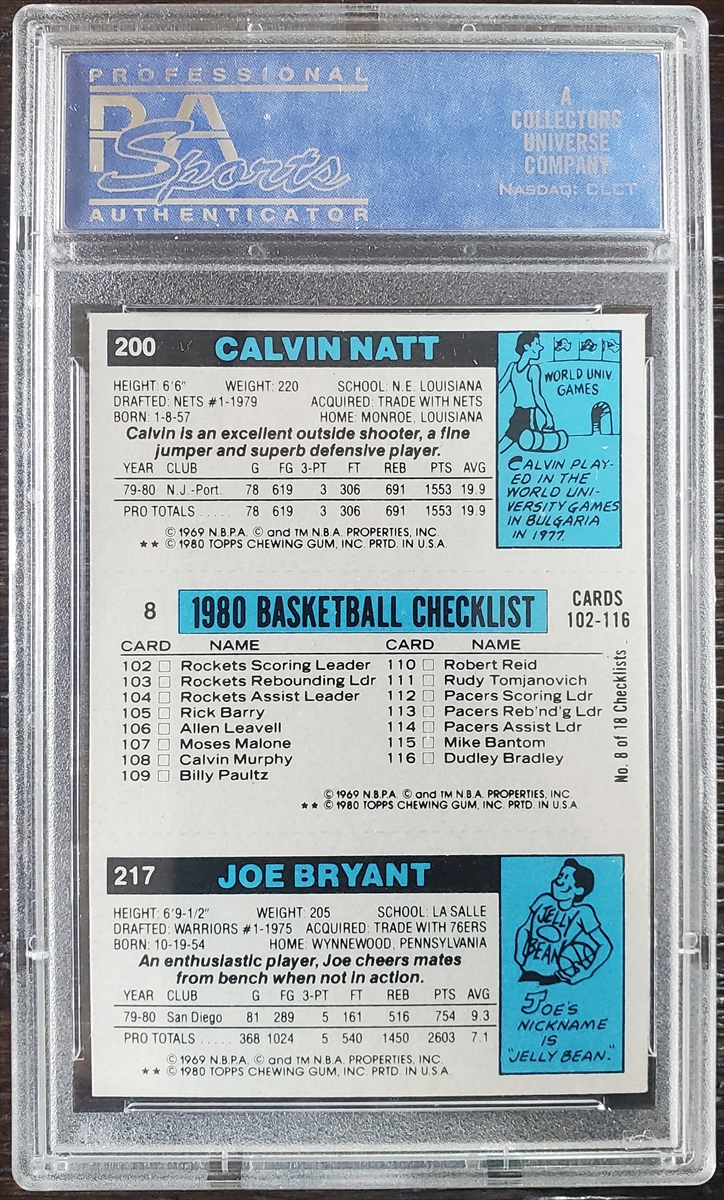 PROFESSIONAL
PSA
Sports
AUTHENTICATOR
A
COLLECTORS
UNIVERSE
COMPANY
NASDAQ: CLCT
200 CALVIN NATT
HEIGHT: 6'6" WEIGHT: 220 SCHOOL: N.E. LOUISIANA
DRAFTED: NETS #1-1979 ACQUIRED: TRADE WITH NETS
BORN: 1-8-57 HOME: MONROE, LOUISIANA
Calvin is an excellent outside shooter, a fine
jumper and superb defensive player.
YEAR CLUB G FG 3-PT FT REB PTS AVG
79-80 N.J.-Port. 78 619 3 306 691 1553 19.9
PRO TOTALS ..... 78 619 3 306 691 1553 19.9
© 1969 N.B.P.A. © and TM N.B.A. PROPERTIES, INC.
★★ © 1980 TOPPS CHEWING GUM, INC. PRTD. IN U.S.A.
WORLD UNIV
GAMES
CALVIN PLAY-
ED IN THE
WORLD UNI-
VERSITY GAMES
IN BULGARIA
IN 1977.
8 1980 BASKETBALL CHECKLIST CARDS
102-116
CARD NAME CARD NAME
102 □ Rockets Scoring Leader 110 □ Robert Reid
103 □ Rockets Rebounding Ldr 111 □ Rudy Tomjanovich
104 □ Rockets Assist Leader 112 □ Pacers Scoring Ldr
105 □ Rick Barry 113 □ Pacers Reb'nd'g Ldr
106 □ Allen Leavell 114 □ Pacers Assist Ldr
107 □ Moses Malone 115 □ Mike Bantom
108 □ Calvin Murphy 116 □ Dudley Bradley
109 □ Billy Paultz
No. 8 of 18 Checklists
© 1969 N.B.P.A. © and TM N.B.A. PROPERTIES, INC.
★★ © 1980 TOPPS CHEWING GUM, INC. PRTD. IN U.S.A.
217 JOE BRYANT
HEIGHT: 6'9-1/2" WEIGHT: 205 SCHOOL: LA SALLE
DRAFTED: WARRIORS #1-1975 ACQUIRED: TRADE WITH 76ERS
BORN: 10-19-54 HOME: WYNNEWOOD, PENNSYLVANIA
An enthusiastic player, Joe cheers mates
from bench when not in action.
YEAR CLUB G FG 3-PT FT REB PTS AVG
79-80 San Diego 81 289 5 161 516 754 9.3
PRO TOTALS ..... 368 1024 5 540 1450 2603 7.1
© 1969 N.B.P.A. © and TM N.B.A. PROPERTIES, INC.
★★ © 1980 TOPPS CHEWING GUM, INC. PRTD. IN U.S.A.
JELLY
BEAN
JOE'S
NICKNAME
IS
"JELLY BEAN."